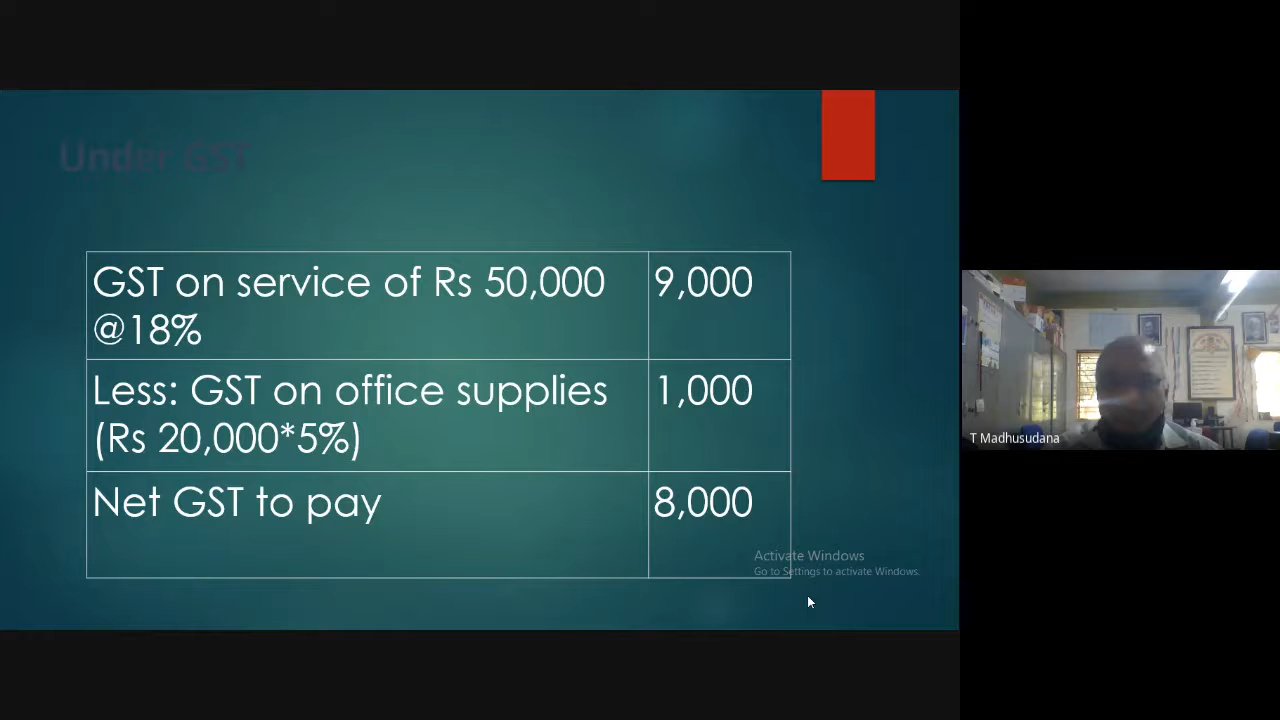 Under GST
GST on service of Rs 50,000
@18%
9,000
Less: GST on office supplies
(Rs 20,000*5%)
1,000
Net GST to pay
8,000
Activate Windows
Go to Settings to activate Windows.
T Madhusudana